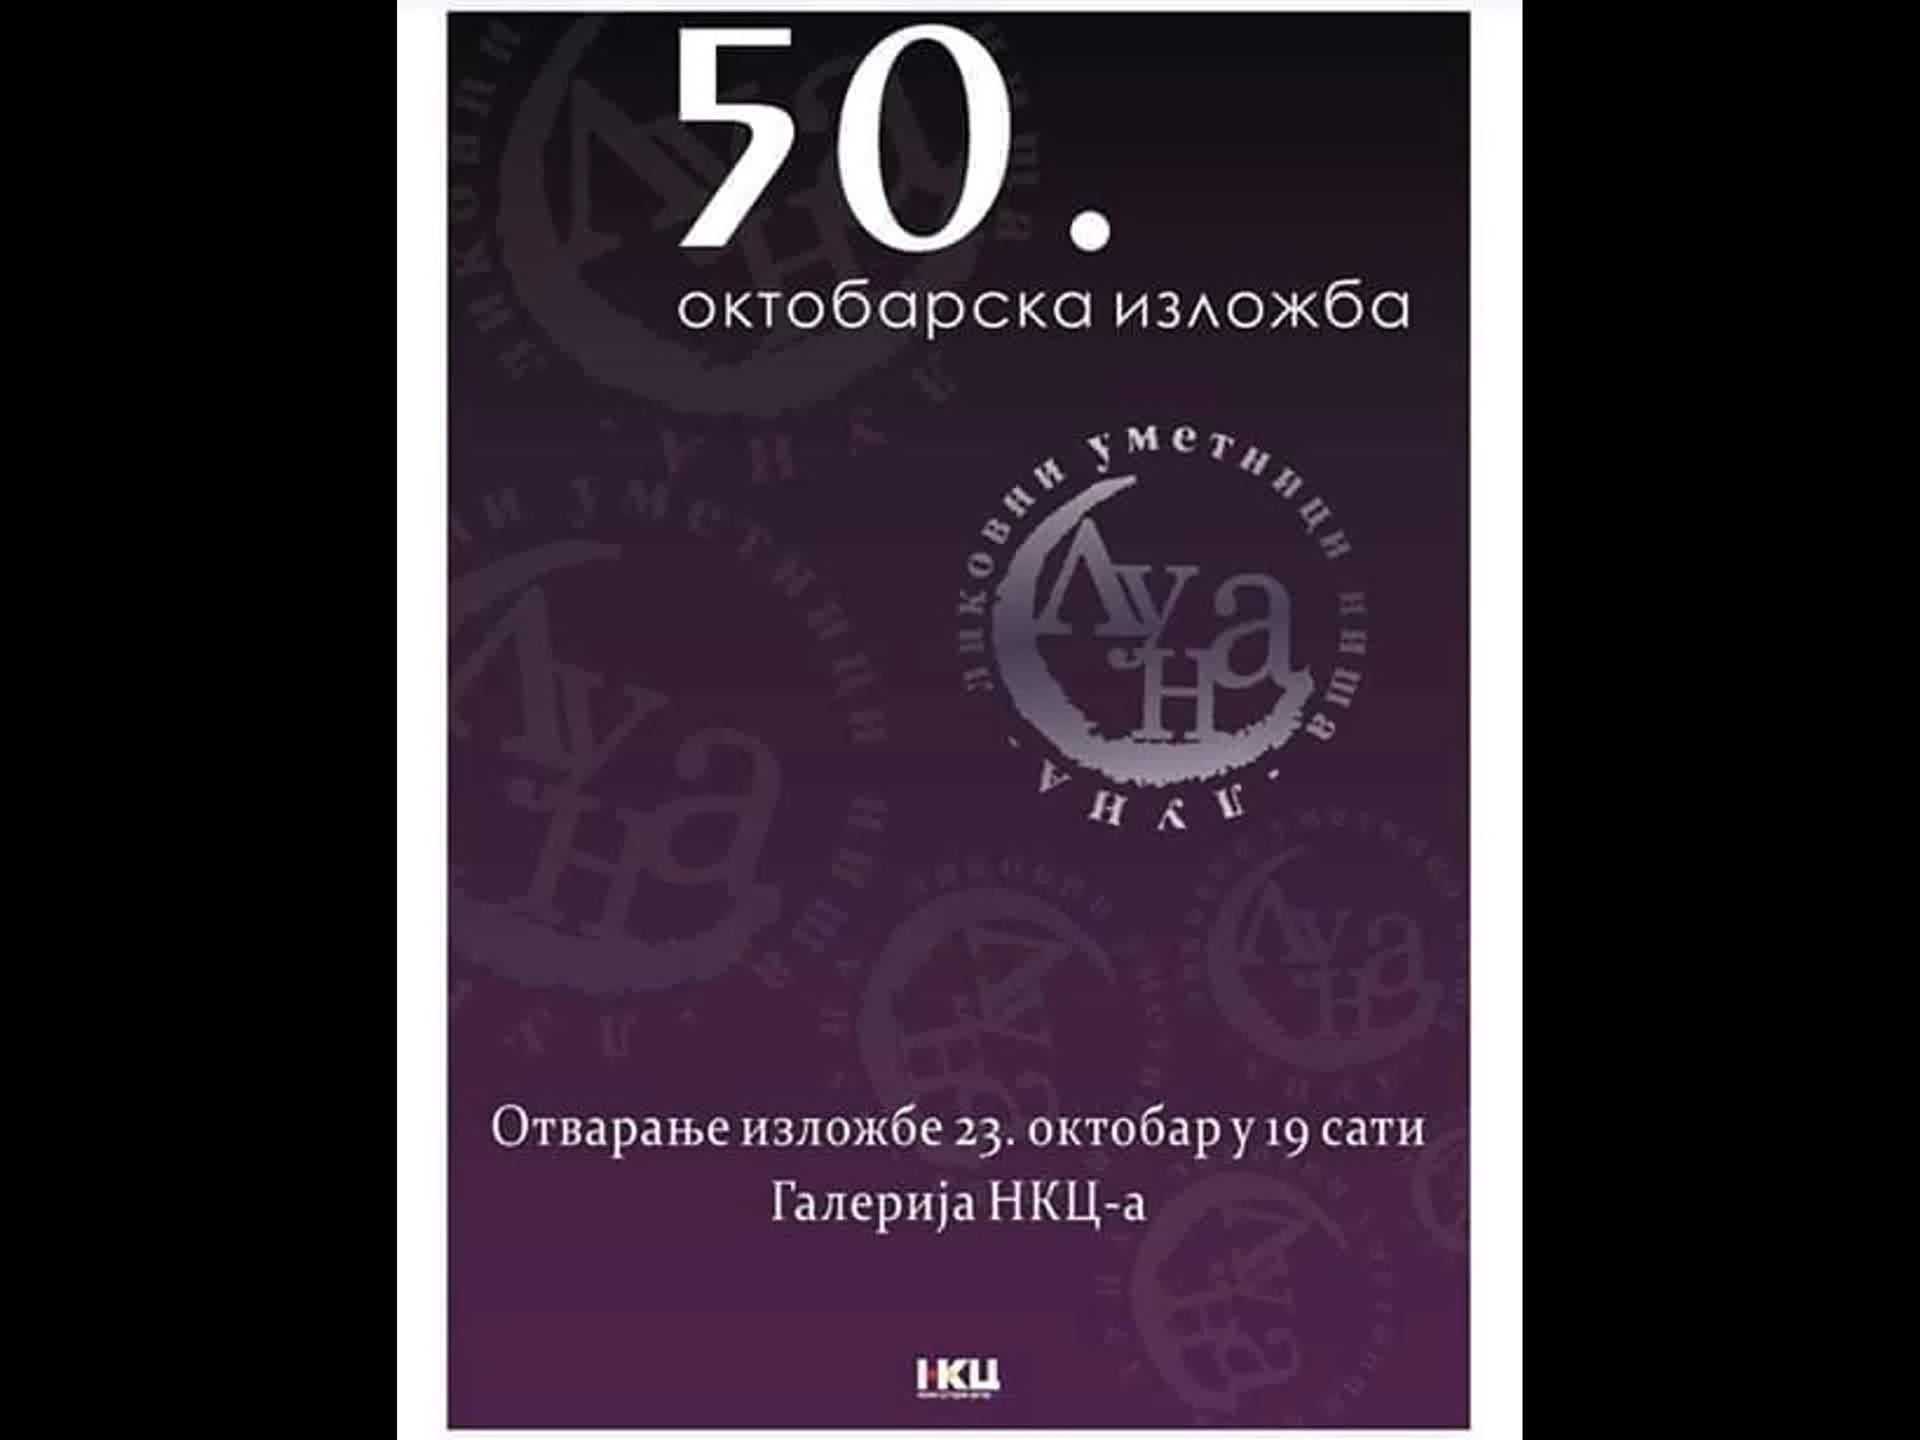 50.
октобарска изложба
ликовни уметници ниша · ЛУНА ·
Луна
Отварање изложбе 23. октобар у 19 сати
Галерија НКЦ-а
НКЦ